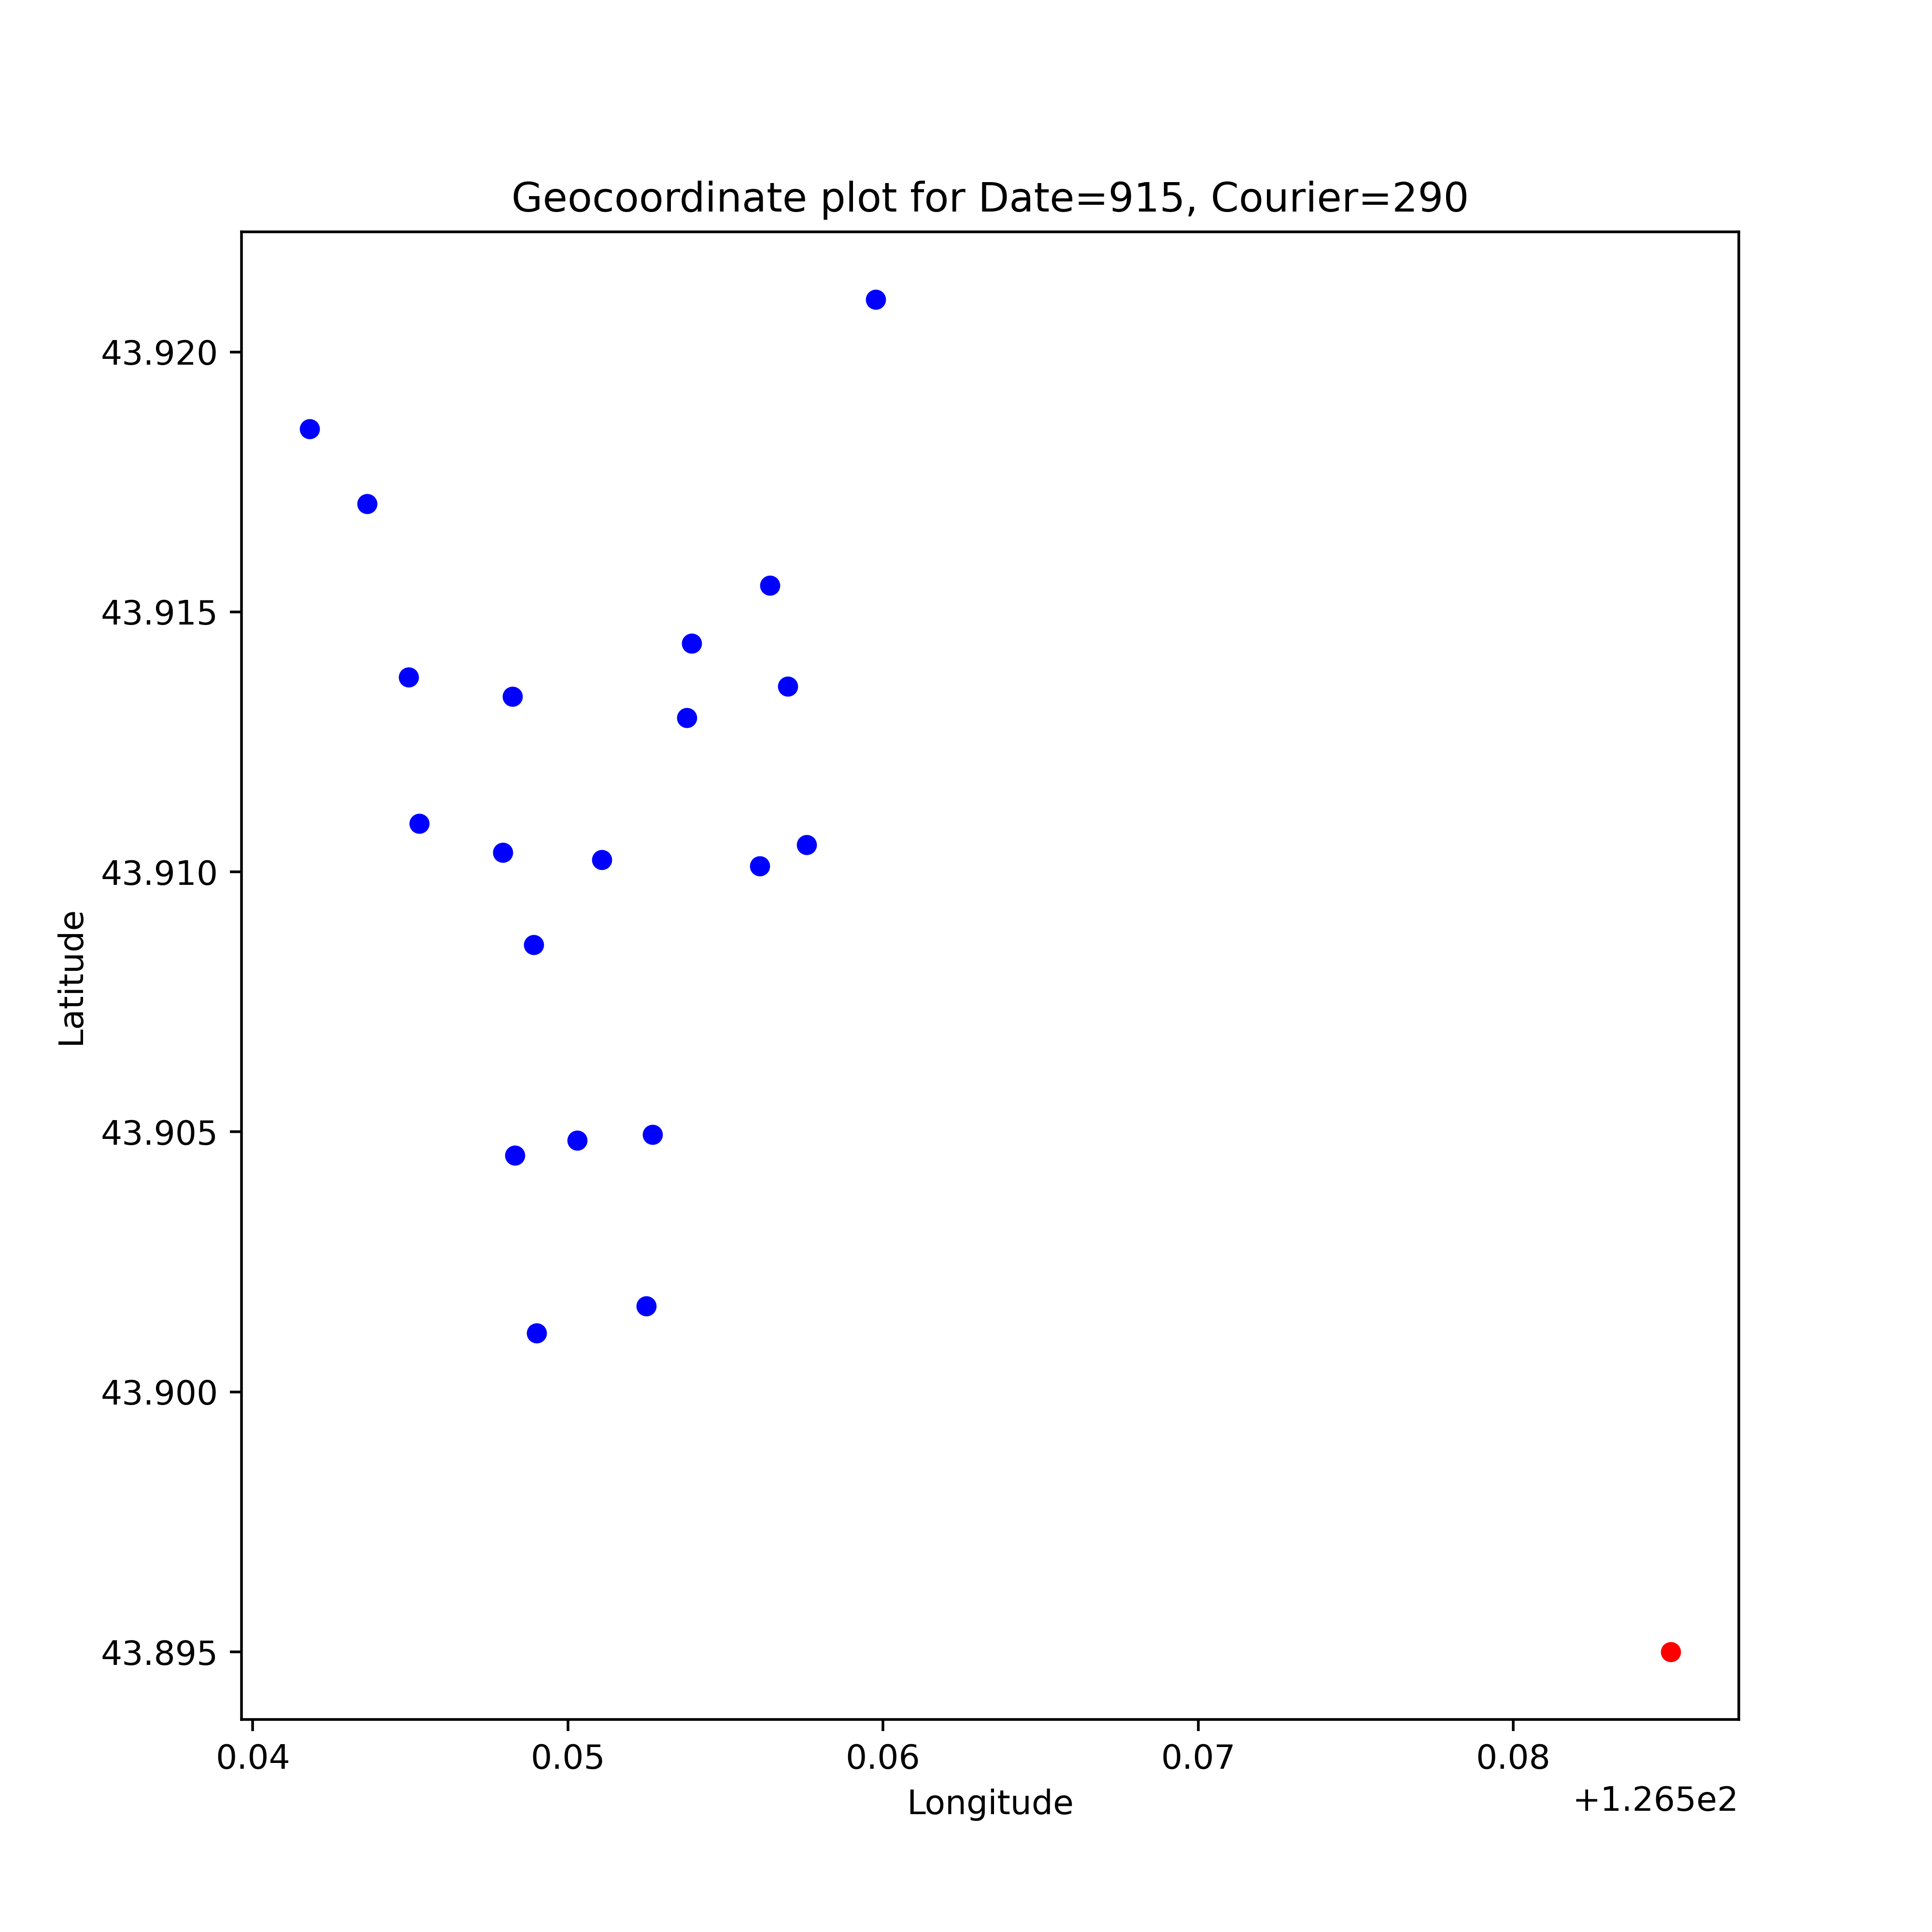 Geocoordinate plot for Date=915, Courier=290
43.920
43.915
43.910
43.905
43.900
43.895
Latitude
0.04 0.05 0.06 0.07 0.08
+1.265e2
Longitude